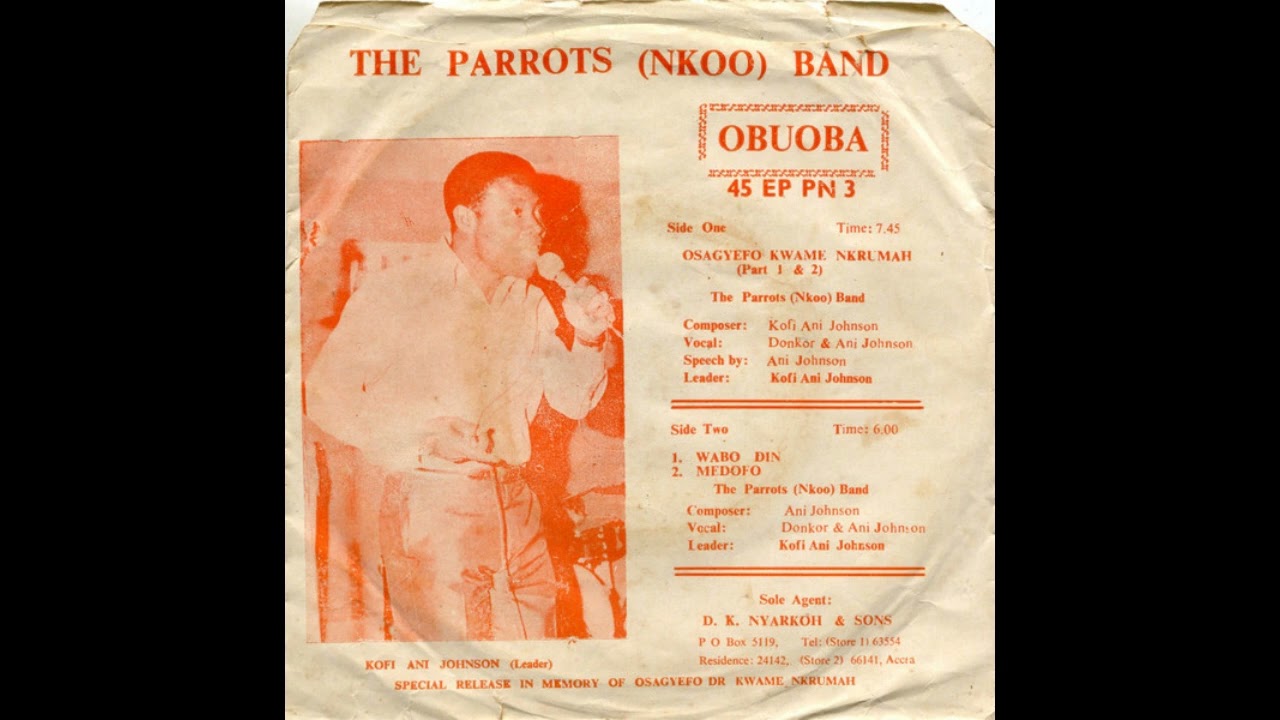 THE PARROTS (NKOO) BAND
OBUOBA
45 EP PN 3
Side One Time: 7.45
OSAGYEFO KWAME NKRUMAH
(Part 1 & 2)
The Parrots (Nkoo) Band
Composer: Kofi Ani Johnson
Vocal: Donkor & Ani Johnson
Speech by: Ani Johnson
Leader: Kofi Ani Johnson
Side Two Time: 6.00
1. WABO DIN
2. MEDOFO
The Parrots (Nkoo) Band
Composer: Ani Johnson
Vocal: Donkor & Ani Johnson
Leader: Kofi Ani Johnson
Sole Agent:
D. K. NYARKOH & SONS
P O Box 5119, Tel: (Store 1) 63554
Residence: 24142, (Store 2) 66141, Accra
KOFI ANI JOHNSON (Leader)
SPECIAL RELEASE IN MEMORY OF OSAGYEFO DR KWAME NKRUMAH